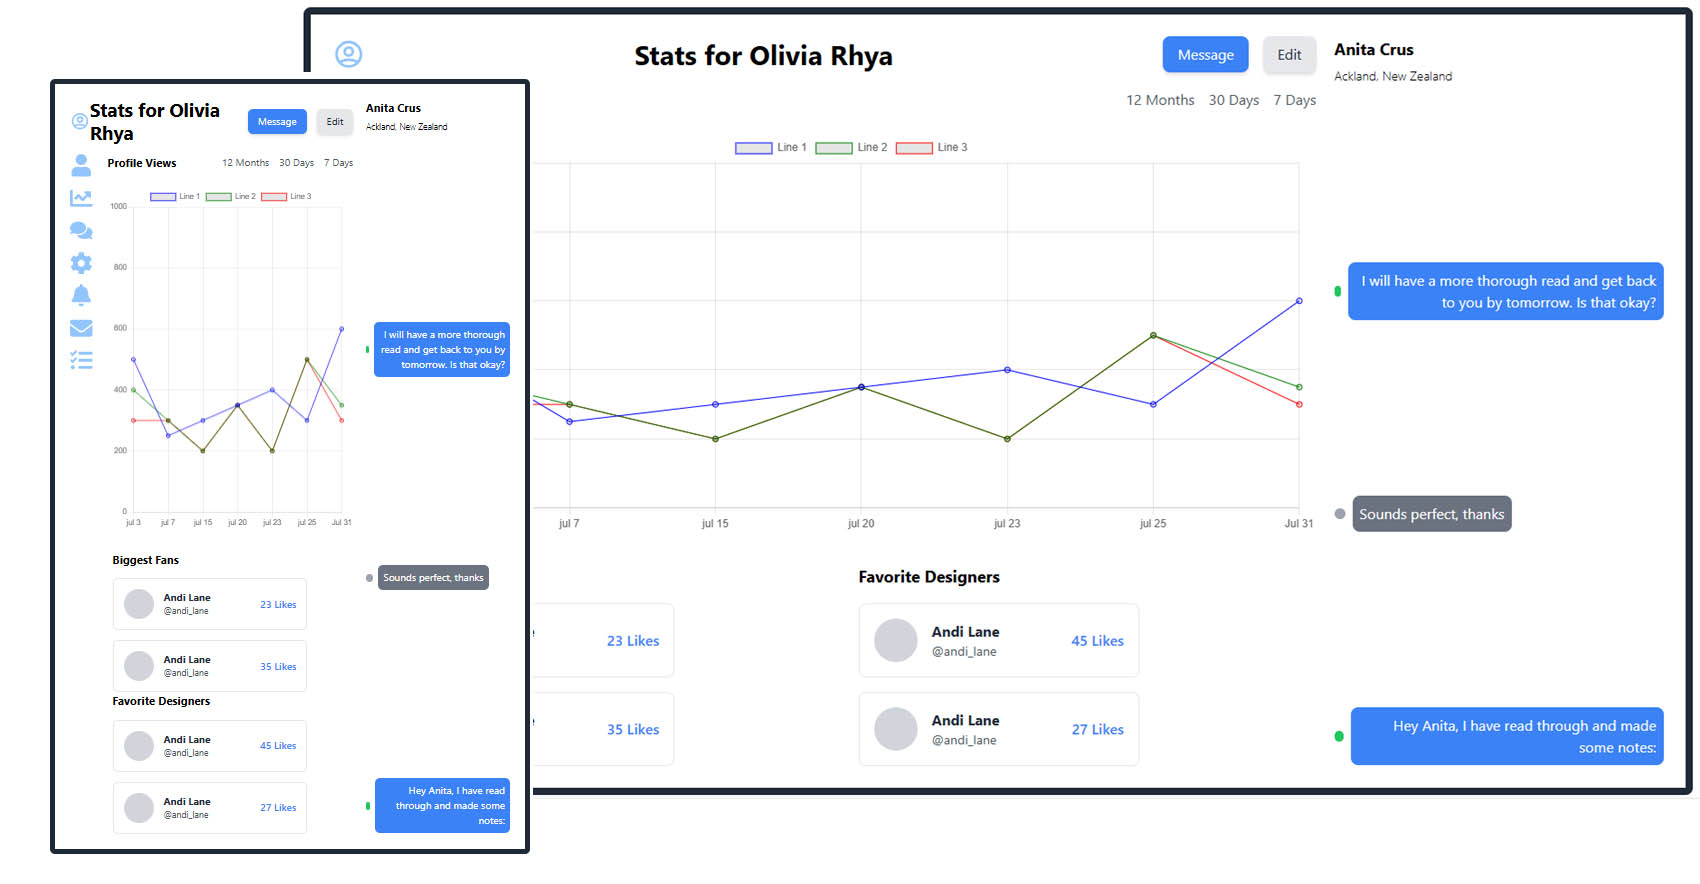 Stats for Olivia Rhya
Message
Edit
Anita Crus
Ackland, New Zealand
12 Months 30 Days 7 Days
Line 1 Line 2 Line 3
I will have a more thorough read and get back
to you by tomorrow. Is that okay?
Sounds perfect, thanks
jul 7 jul 15 jul 20 jul 23 jul 25 Jul 31
Favorite Designers
23 Likes
Andi Lane
@andi_lane
45 Likes
35 Likes
Andi Lane
@andi_lane
27 Likes
Hey Anita, I have read through and made
some notes:
Stats for Olivia
Rhya
Message
Edit
Anita Crus
Ackland, New Zealand
Profile Views
12 Months 30 Days 7 Days
Line 1 Line 2 Line 3
1000
800
600
400
200
0
jul 3 jul 7 jul 15 jul 20 jul 23 jul 25 Jul 31
I will have a more thorough
read and get back to you by
tomorrow. Is that okay?
Biggest Fans
Sounds perfect, thanks
Andi Lane
@andi_lane
23 Likes
Andi Lane
@andi_lane
35 Likes
Favorite Designers
Andi Lane
@andi_lane
45 Likes
Andi Lane
@andi_lane
27 Likes
Hey Anita, I have read
through and made some
notes: